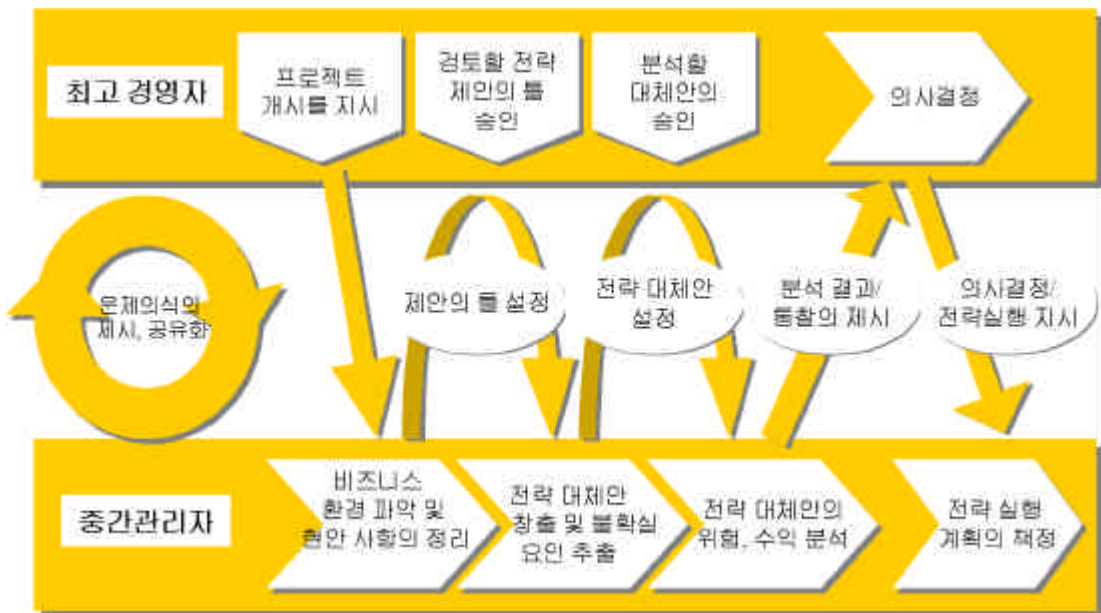 최고 경영자
프로젝트
개시를 지시
검토할 전략
제안의 틀
승인
분석할
대체안의
승인
의사결정
문제의식의
제시, 공유화
제안의 틀 설정
전략 대체안
설정
분석 결과/
통찰의 제시
의사결정/
전략실행 지시
중간관리자
비즈니스
환경 파악 및
현안 사항의 정리
전략 대체안
창출 및 불확실
요인 추출
전략 대체안의
위험, 수익 분석
전략 실행
계획의 책정